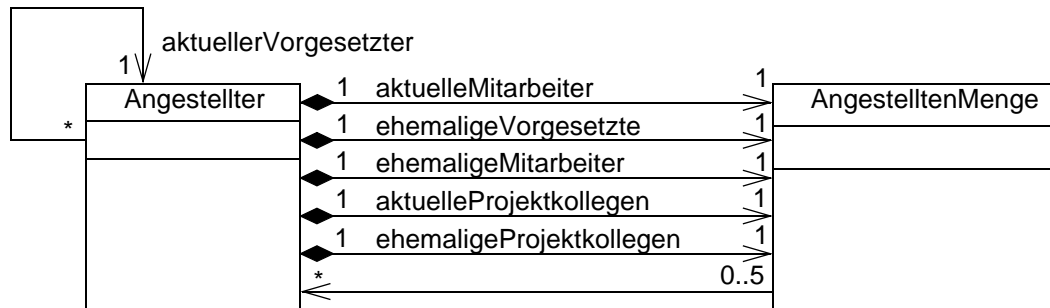 aktuellerVorgesetzter
1
Angestellter 1 aktuelleMitarbeiter 1 AngestelltenMenge
* 1 ehemaligeVorgesetzte 1
1 ehemaligeMitarbeiter 1
1 aktuelleProjektkollegen 1
1 ehemaligeProjektkollegen 1
* 0..5